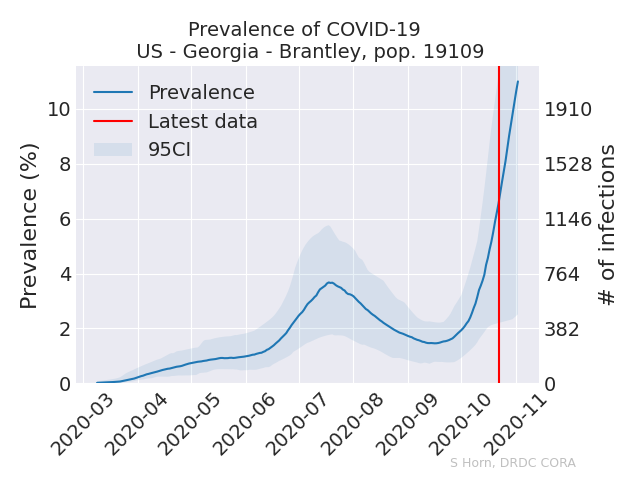 Prevalence of COVID-19
US - Georgia - Brantley, pop. 19109
Prevalence
Latest data
95CI
Prevalence (%)
10
8
6
4
2
0
1910
1528
1146
764
382
0
# of infections
2020-03
2020-04
2020-05
2020-06
2020-07
2020-08
2020-09
2020-10
2020-11
S Horn, DRDC CORA